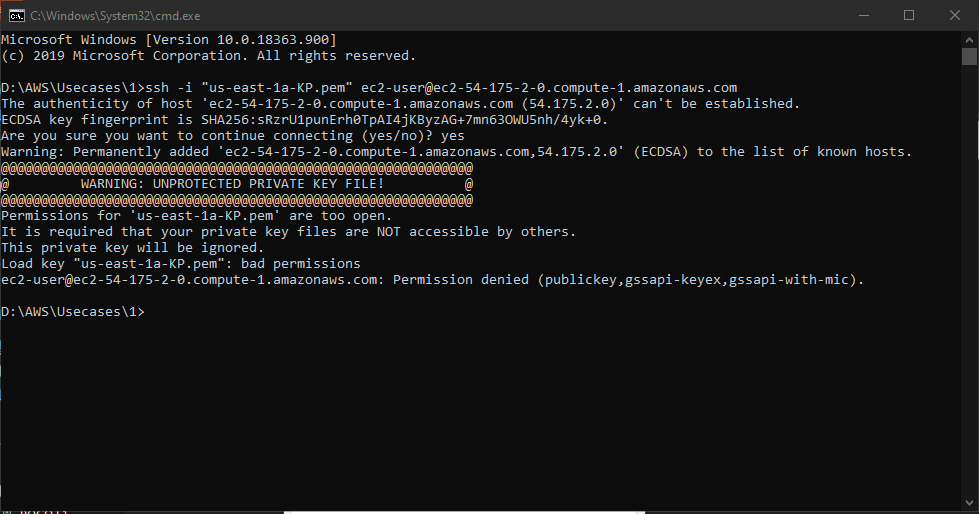 C:\Windows\System32\cmd.exe
Microsoft Windows [Version 10.0.18363.900]
(c) 2019 Microsoft Corporation. All rights reserved.
D:\AWS\Usecases\1>ssh -i "us-east-1a-KP.pem" ec2-user@ec2-54-175-2-0.compute-1.amazonaws.com
The authenticity of host 'ec2-54-175-2-0.compute-1.amazonaws.com (54.175.2.0)' can't be established.
ECDSA key fingerprint is SHA256:sRzrU1punErh0TpAI4jKByzAG+7mn63OWU5nh/4yk+0.
Are you sure you want to continue connecting (yes/no)? yes
Warning: Permanently added 'ec2-54-175-2-0.compute-1.amazonaws.com,54.175.2.0' (ECDSA) to the list of known hosts.
@@@@@@@@@@@@@@@@@@@@@@@@@@@@@@@@@@@@@@@@@@@@@@@@@@@@@@@@@@@
@         WARNING: UNPROTECTED PRIVATE KEY FILE!          @
@@@@@@@@@@@@@@@@@@@@@@@@@@@@@@@@@@@@@@@@@@@@@@@@@@@@@@@@@@@
Permissions for 'us-east-1a-KP.pem' are too open.
It is required that your private key files are NOT accessible by others.
This private key will be ignored.
Load key "us-east-1a-KP.pem": bad permissions
ec2-user@ec2-54-175-2-0.compute-1.amazonaws.com: Permission denied (publickey,gssapi-keyex,gssapi-with-mic).
D:\AWS\Usecases\1>